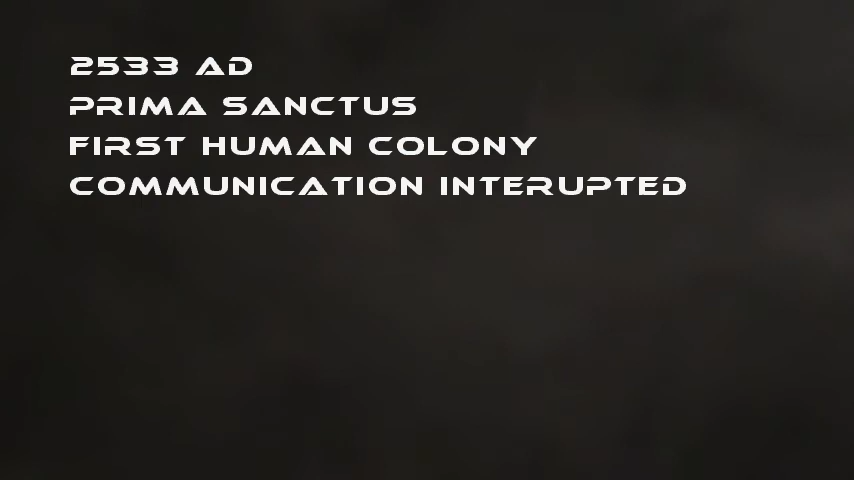 2533 AD
PRIMA SANCTUS
FIRST HUMAN COLONY
COMMUNICATION INTERUPTED